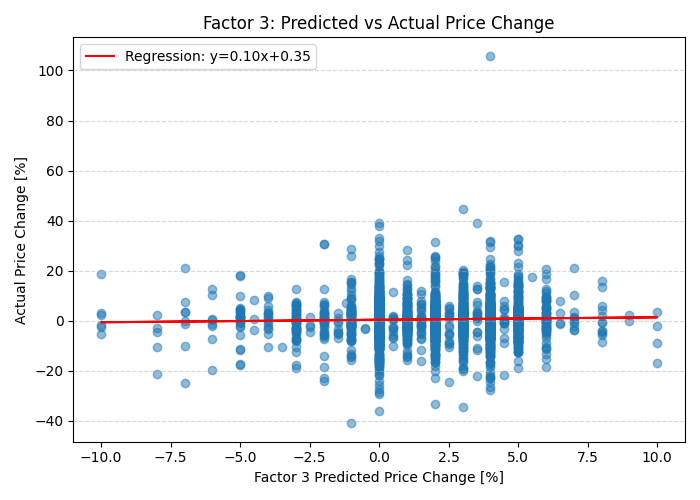 Factor 3: Predicted vs Actual Price Change
Regression: y=0.10x+0.35
Actual Price Change [%]
100
80
60
40
20
0
−20
−40
−10.0 −7.5 −5.0 −2.5 0.0 2.5 5.0 7.5 10.0
Factor 3 Predicted Price Change [%]